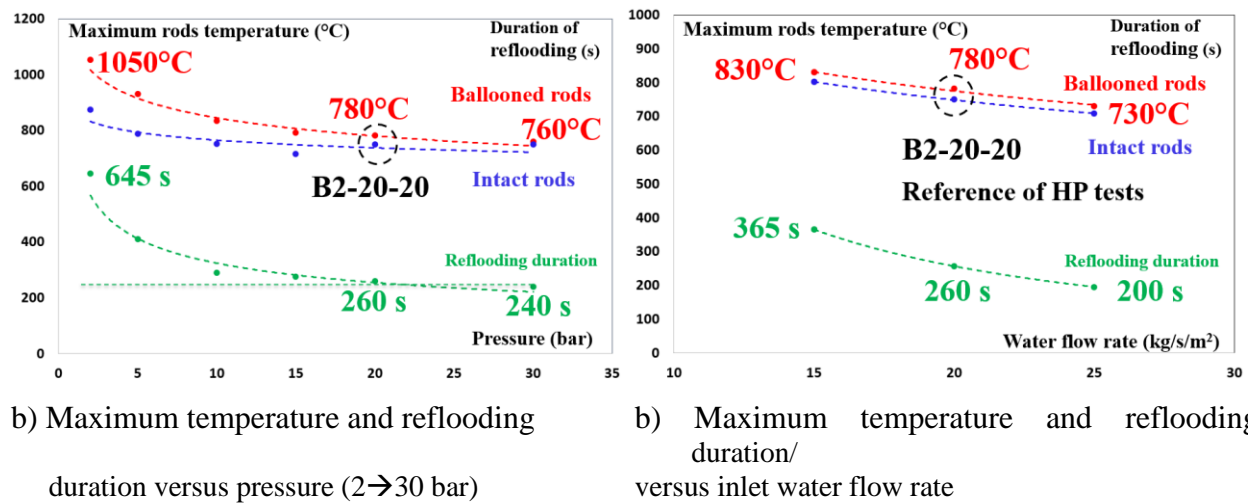 1200
1000
800
600
400
200
0
Maximum rods temperature (°C)
Duration of
reflooding (s)
1050°C
Ballooned rods
780°C
760°C
B2-20-20
Intact rods
645 s
Reflooding duration
260 s
240 s
Pressure (bar)
0 5 10 15 20 25 30 35
b) Maximum temperature and reflooding
duration versus pressure (2→30 bar)
1000
900
800
700
600
500
400
300
200
100
0
Maximum rods temperature (°C)
Duration of
reflooding (s)
830°C
780°C
Ballooned rods
730°C
B2-20-20
Intact rods
Reference of HP tests
365 s
Reflooding duration
260 s
200 s
Water flow rate (kg/s/m²)
10 15 20 25 30
b) Maximum temperature and reflooding
duration/
versus inlet water flow rate